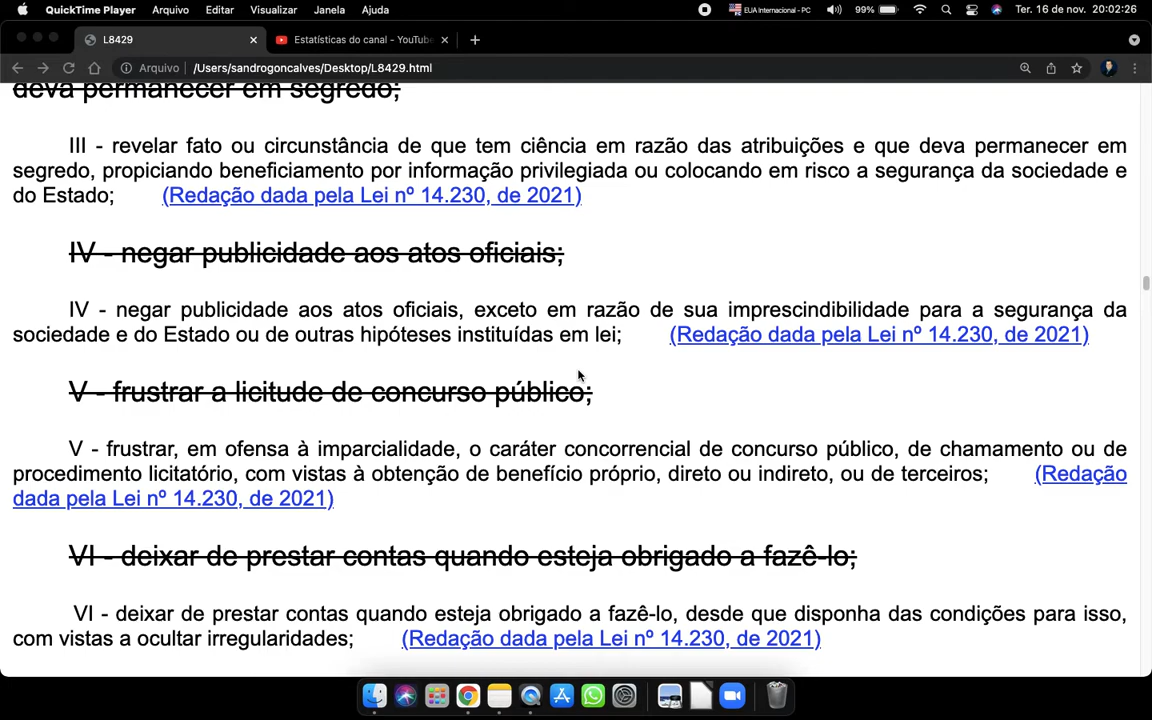 QuickTime Player Arquivo Editar Visualizar Janela Ajuda EUA Internacional - PC 99% Ter. 16 de nov. 20:02:26
L8429 Estatísticas do canal - YouTube
Arquivo /Users/sandrogoncalves/Desktop/L8429.html
deva permanecer em segredo;
III - revelar fato ou circunstância de que tem ciência em razão das atribuições e que deva permanecer em
segredo, propiciando beneficiamento por informação privilegiada ou colocando em risco a segurança da sociedade e
do Estado; (Redação dada pela Lei nº 14.230, de 2021)
IV - negar publicidade aos atos oficiais;
IV - negar publicidade aos atos oficiais, exceto em razão de sua imprescindibilidade para a segurança da
sociedade e do Estado ou de outras hipóteses instituídas em lei; (Redação dada pela Lei nº 14.230, de 2021)
V - frustrar a licitude de concurso público;
V - frustrar, em ofensa à imparcialidade, o caráter concorrencial de concurso público, de chamamento ou de
procedimento licitatório, com vistas à obtenção de benefício próprio, direto ou indireto, ou de terceiros; (Redação
dada pela Lei nº 14.230, de 2021)
VI - deixar de prestar contas quando esteja obrigado a fazê-lo;
VI - deixar de prestar contas quando esteja obrigado a fazê-lo, desde que disponha das condições para isso,
com vistas a ocultar irregularidades; (Redação dada pela Lei nº 14.230, de 2021)